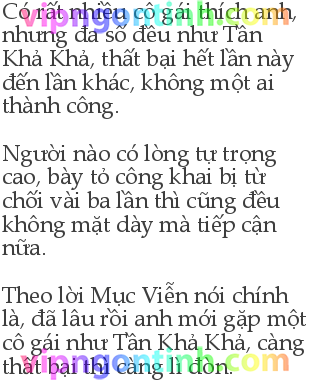 Có rất nhiều cô gái thích anh,
nhưng đa số đều như Tần
Khả Khả, thất bại hết lần này
đến lần khác, không một ai
thành công.
Người nào có lòng tự trọng
cao, bày tỏ công khai bị từ
chối vài ba lần thì cũng đều
không mặt dày mà tiếp cận
nữa.
Theo lời Mục Viễn nói chính
là, đã lâu rồi anh mới gặp một
cô gái như Tần Khả Khả, càng
thất bại thì càng lì đòn.
vipngontinh.com
vipngontinh.com